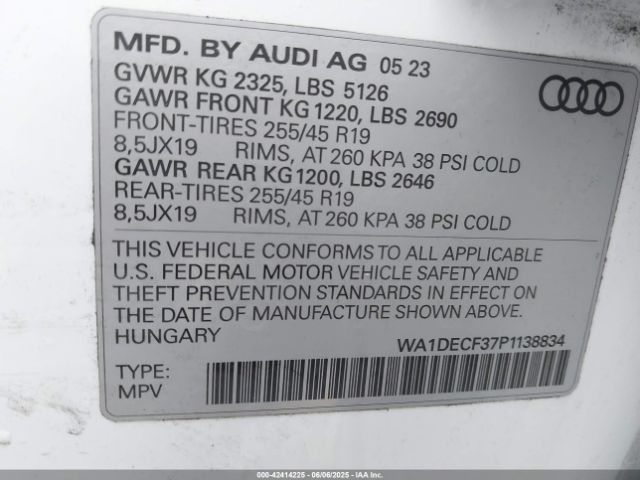 MFD. BY AUDI AG 05 23
GVWR KG 2325, LBS 5126
GAWR FRONT KG 1220, LBS 2690
FRONT-TIRES 255/45 R19
8,5JX19 RIMS, AT 260 KPA 38 PSI COLD
GAWR REAR KG 1200, LBS 2646
REAR-TIRES 255/45 R19
8,5JX19 RIMS, AT 260 KPA 38 PSI COLD
THIS VEHICLE CONFORMS TO ALL APPLICABLE
U.S. FEDERAL MOTOR VEHICLE SAFETY AND
THEFT PREVENTION STANDARDS IN EFFECT ON
THE DATE OF MANUFACTURE SHOWN ABOVE.
HUNGARY
WA1DECF37P1138834
TYPE:
MPV
000-42414225 - 06/06/2025 - IAAI.COM